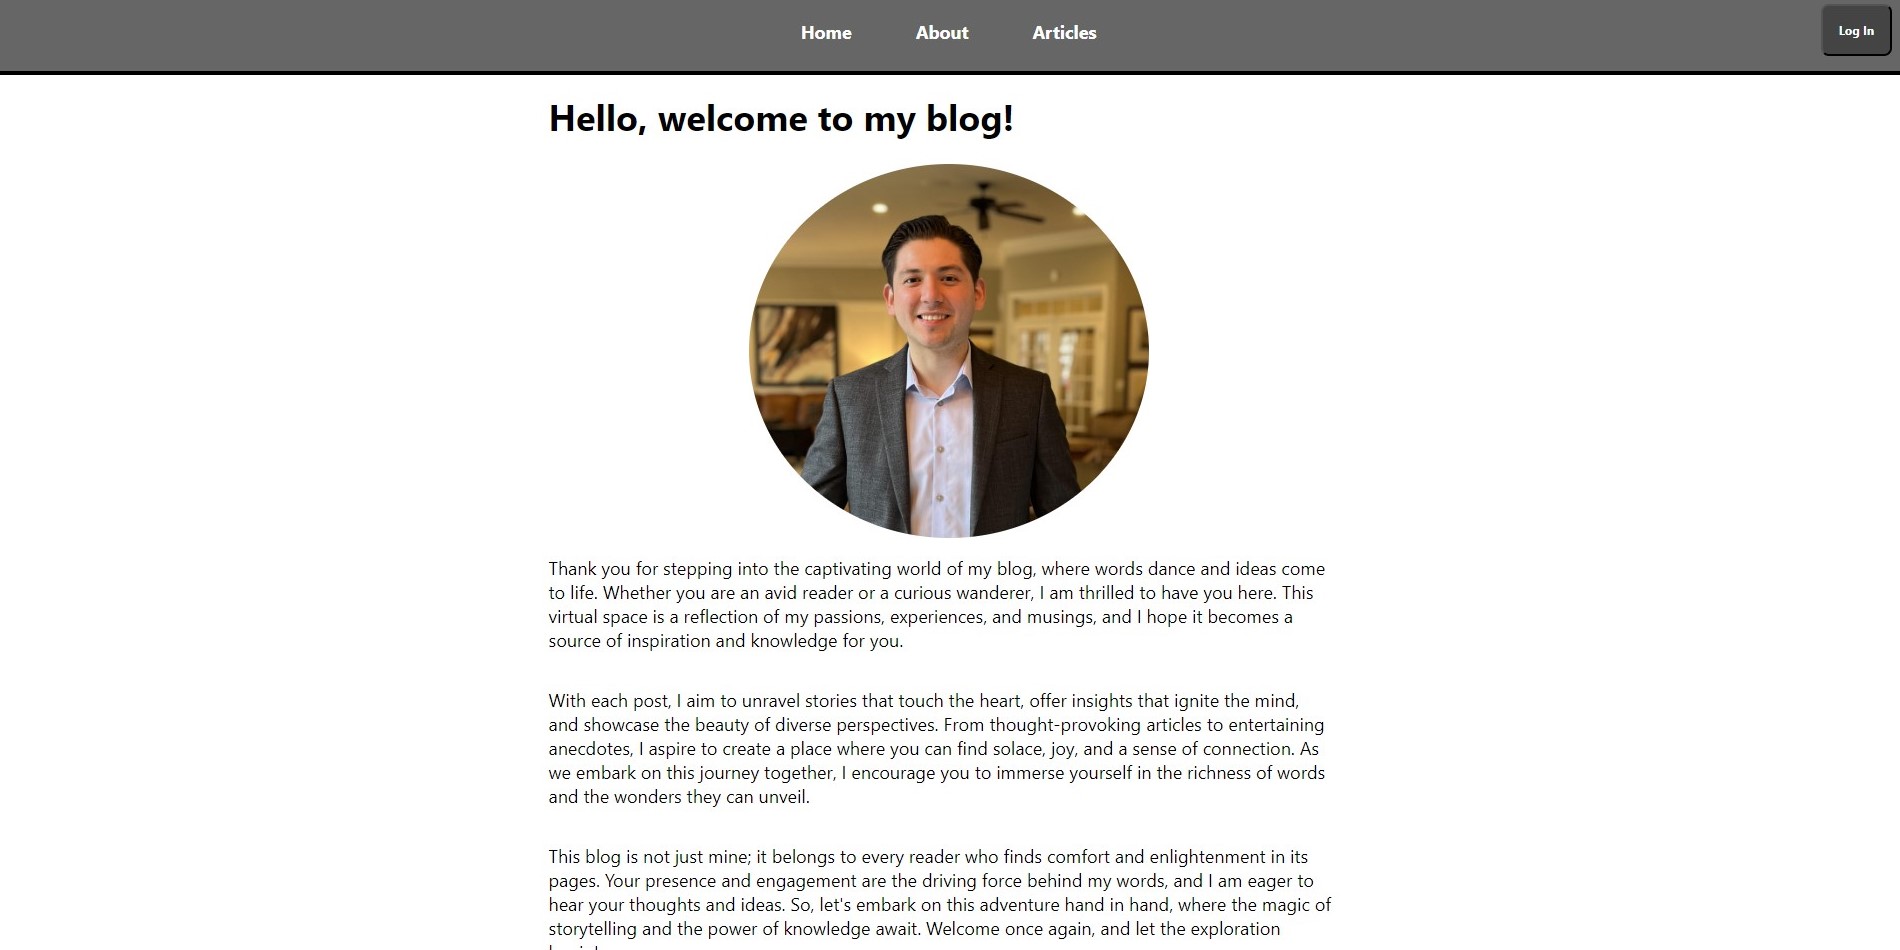 Home About Articles Log In
Hello, welcome to my blog!
Thank you for stepping into the captivating world of my blog, where words dance and ideas come
to life. Whether you are an avid reader or a curious wanderer, I am thrilled to have you here. This
virtual space is a reflection of my passions, experiences, and musings, and I hope it becomes a
source of inspiration and knowledge for you.
With each post, I aim to unravel stories that touch the heart, offer insights that ignite the mind,
and showcase the beauty of diverse perspectives. From thought-provoking articles to entertaining
anecdotes, I aspire to create a place where you can find solace, joy, and a sense of connection. As
we embark on this journey together, I encourage you to immerse yourself in the richness of words
and the wonders they can unveil.
This blog is not just mine; it belongs to every reader who finds comfort and enlightenment in its
pages. Your presence and engagement are the driving force behind my words, and I am eager to
hear your thoughts and ideas. So, let's embark on this adventure hand in hand, where the magic of
storytelling and the power of knowledge await. Welcome once again, and let the exploration